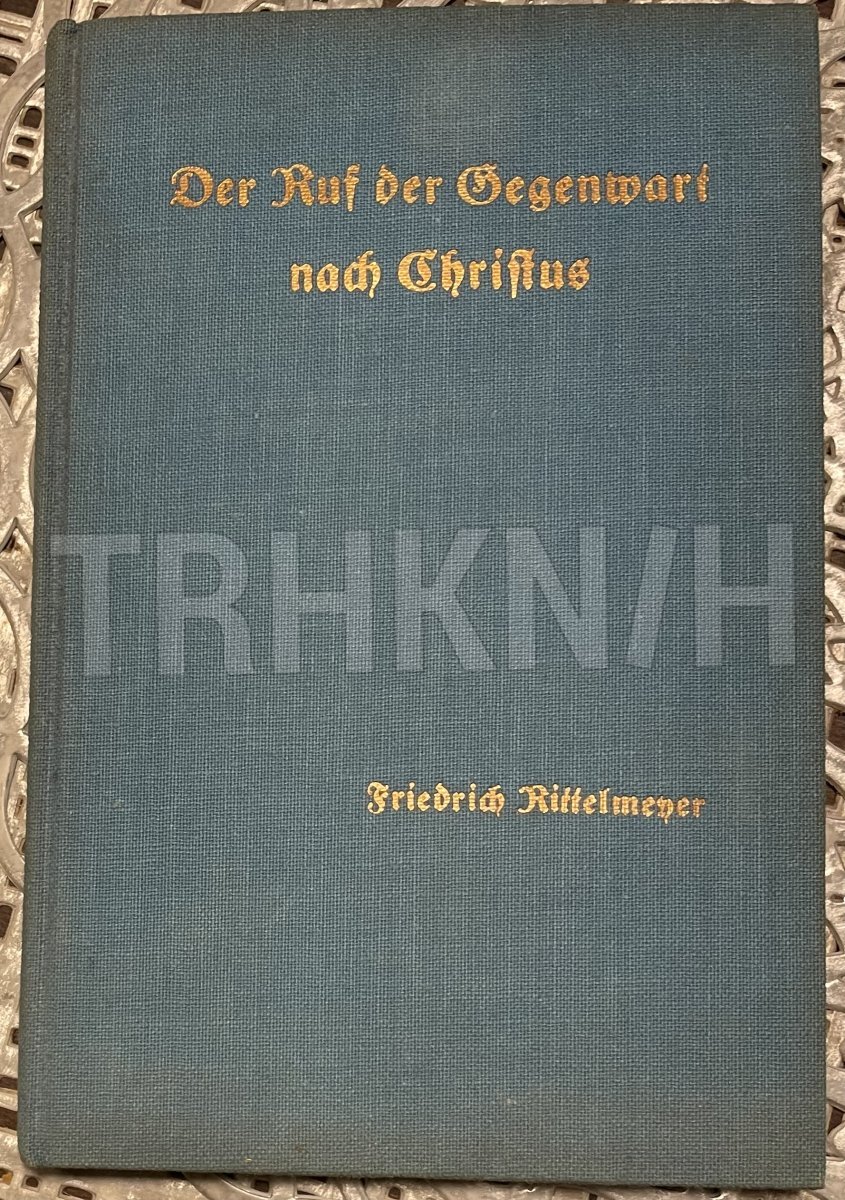 Der Ruf der Gegenwart
nach Christus
TRHKN/H
Friedrich Rittelmeyer